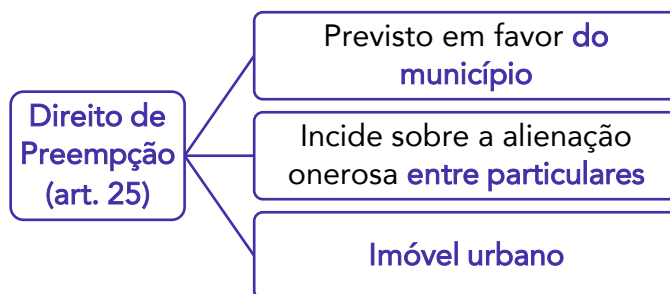 Direito de
Preempção
(art. 25)
Previsto em favor do
município
Incide sobre a alienação
onerosa entre particulares
Imóvel urbano